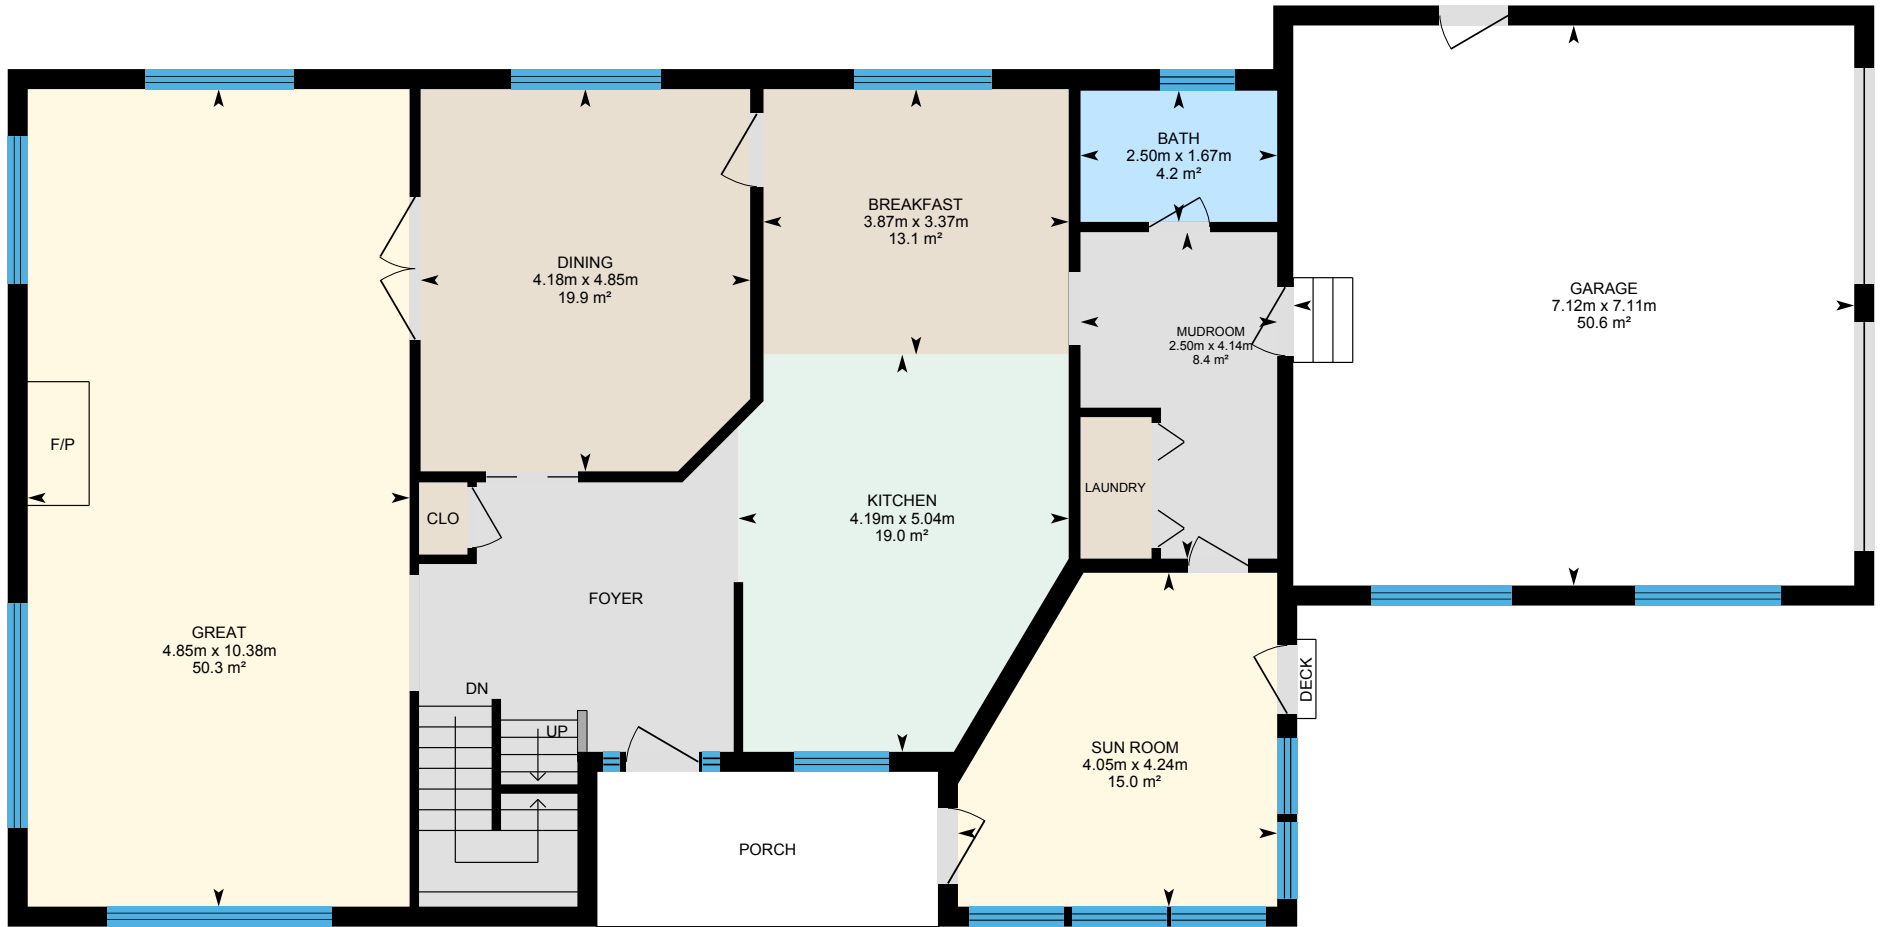 BATH
2.50m x 1.67m
4.2 m²
BREAKFAST
3.87m x 3.37m
13.1 m²
DINING
4.18m x 4.85m
19.9 m²
GARAGE
7.12m x 7.11m
50.6 m²
MUDROOM
2.50m x 4.14m
8.4 m²
F/P
KITCHEN
4.19m x 5.04m
19.0 m²
LAUNDRY
CLO
FOYER
GREAT
4.85m x 10.38m
50.3 m²
DN
UP
DECK
SUN ROOM
4.05m x 4.24m
15.0 m²
PORCH